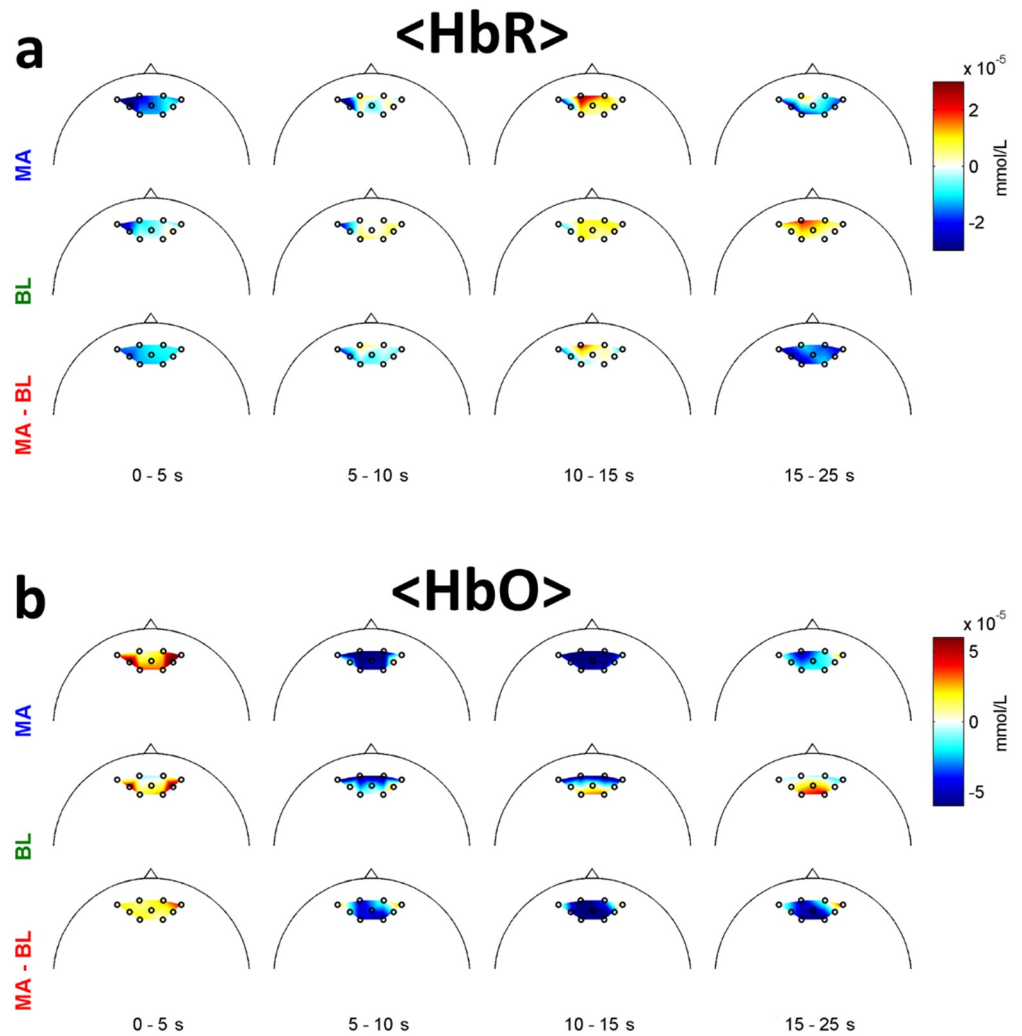 a
<HbR>
x 10⁻⁵
2
0
-2
mmol/L
MA
BL
MA - BL
0 - 5 s
5 - 10 s
10 - 15 s
15 - 25 s
b
<HbO>
x 10⁻⁵
5
0
-5
mmol/L
MA
BL
MA - BL
0 - 5 s
5 - 10 s
10 - 15 s
15 - 25 s